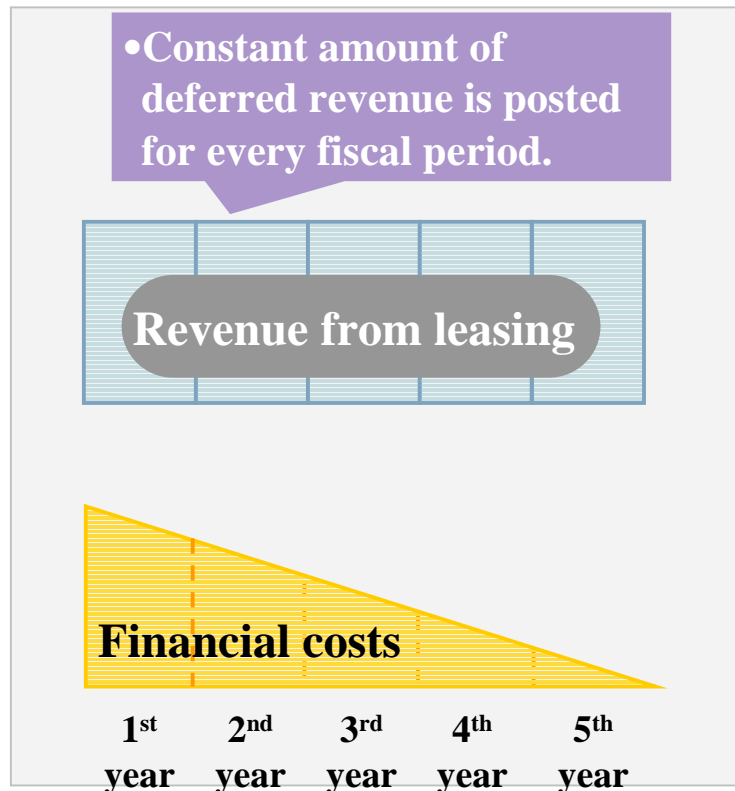 •Constant amount of
deferred revenue is posted
for every fiscal period.
Revenue from leasing
Financial costs
1st 2nd 3rd 4th 5th
year year year year year